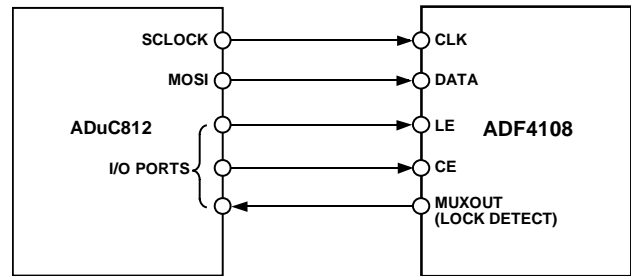 SCLOCK
CLK
MOSI
DATA
ADuC812
LE
ADF4108
I/O PORTS
CE
MUXOUT
(LOCK DETECT)